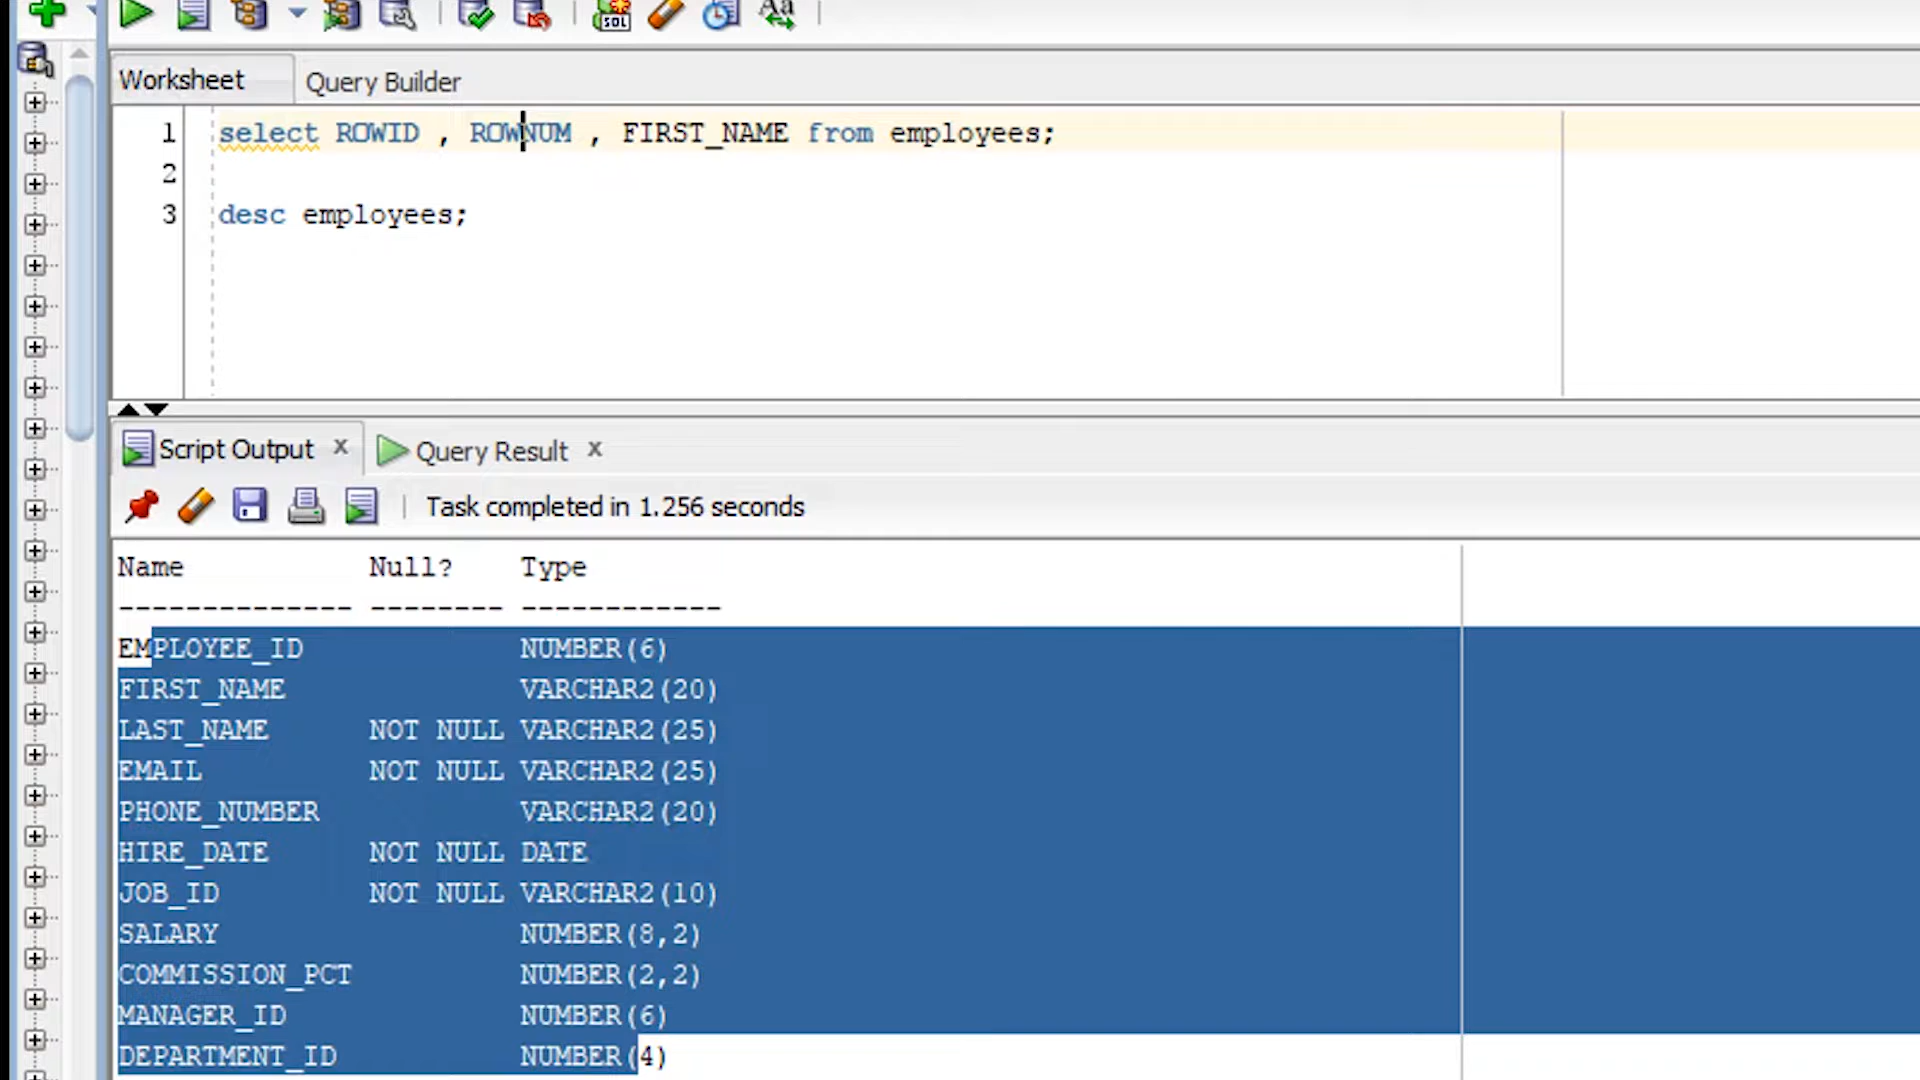 SQL
Aa
Worksheet Query Builder
1 select ROWID , ROWNUM , FIRST_NAME from employees;
2
3 desc employees;
Script Output x Query Result x
Task completed in 1.256 seconds
Name Null? Type
-------------- -------- ------------
EMPLOYEE_ID NUMBER(6)
FIRST_NAME VARCHAR2(20)
LAST_NAME NOT NULL VARCHAR2(25)
EMAIL NOT NULL VARCHAR2(25)
PHONE_NUMBER VARCHAR2(20)
HIRE_DATE NOT NULL DATE
JOB_ID NOT NULL VARCHAR2(10)
SALARY NUMBER(8,2)
COMMISSION_PCT NUMBER(2,2)
MANAGER_ID NUMBER(6)
DEPARTMENT_ID NUMBER(4)